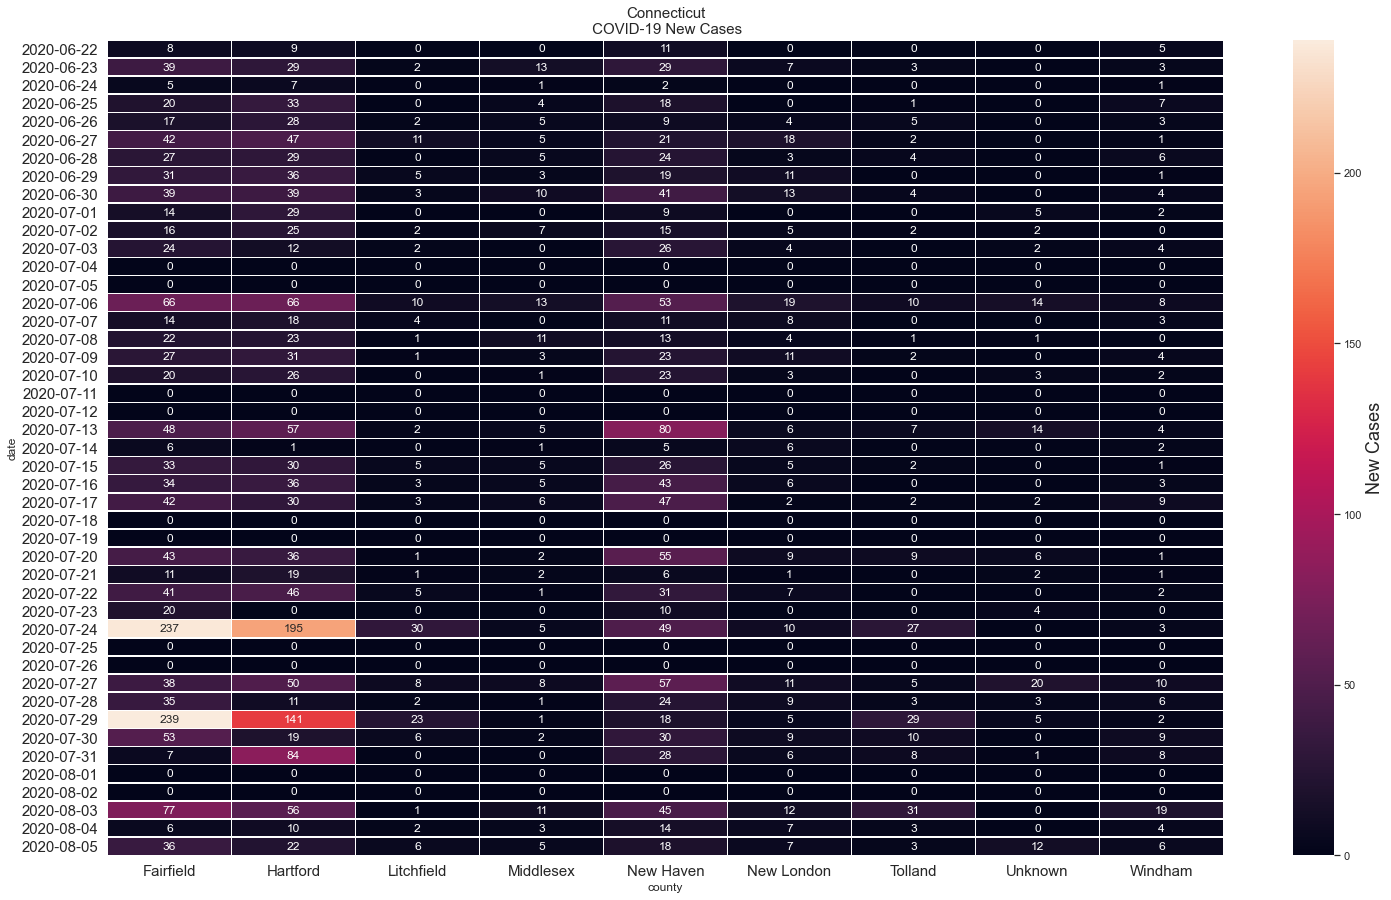 Connecticut
COVID-19 New Cases
2020-06-22 8 9 0 0 11 0 0 0 5
2020-06-23 39 29 2 13 29 7 3 0 3
2020-06-24 5 7 0 1 2 0 0 0 1
2020-06-25 20 33 0 4 18 0 1 0 7
2020-06-26 17 28 2 5 9 4 5 0 3
2020-06-27 42 47 11 5 21 18 2 0 1
2020-06-28 27 29 0 5 24 3 4 0 6
2020-06-29 31 36 5 3 19 11 0 0 1
2020-06-30 39 39 3 10 41 13 4 0 4
2020-07-01 14 29 0 0 9 0 0 5 2
2020-07-02 16 25 2 7 15 5 2 2 0
2020-07-03 24 12 2 0 26 4 0 2 4
2020-07-04 0 0 0 0 0 0 0 0 0
2020-07-05 0 0 0 0 0 0 0 0 0
2020-07-06 66 66 10 13 53 19 10 14 8
2020-07-07 14 18 4 0 11 8 0 0 3
2020-07-08 22 23 1 11 13 4 1 1 0
2020-07-09 27 31 1 3 23 11 2 0 4
2020-07-10 20 26 0 1 23 3 0 3 2
2020-07-11 0 0 0 0 0 0 0 0 0
2020-07-12 0 0 0 0 0 0 0 0 0
2020-07-13 48 57 2 5 80 6 7 14 4
2020-07-14 6 1 0 1 5 6 0 0 2
2020-07-15 33 30 5 5 26 5 2 0 1
2020-07-16 34 36 3 5 43 6 0 0 3
2020-07-17 42 30 3 6 47 2 2 2 9
2020-07-18 0 0 0 0 0 0 0 0 0
2020-07-19 0 0 0 0 0 0 0 0 0
2020-07-20 43 36 1 2 55 9 9 6 1
2020-07-21 11 19 1 2 6 1 0 2 1
2020-07-22 41 46 5 1 31 7 0 0 2
2020-07-23 20 0 0 0 10 0 0 4 0
2020-07-24 237 195 30 5 49 10 27 0 3
2020-07-25 0 0 0 0 0 0 0 0 0
2020-07-26 0 0 0 0 0 0 0 0 0
2020-07-27 38 50 8 8 57 11 5 20 10
2020-07-28 35 11 2 1 24 9 3 3 6
2020-07-29 239 141 23 1 18 5 29 5 2
2020-07-30 53 19 6 2 30 9 10 0 9
2020-07-31 7 84 0 0 28 6 8 1 8
2020-08-01 0 0 0 0 0 0 0 0 0
2020-08-02 0 0 0 0 0 0 0 0 0
2020-08-03 77 56 1 11 45 12 31 0 19
2020-08-04 6 10 2 3 14 7 3 0 4
2020-08-05 36 22 6 5 18 7 3 12 6
Fairfield Hartford Litchfield Middlesex New Haven New London Tolland Unknown Windham
county
date
200
150
100
50
0
New Cases